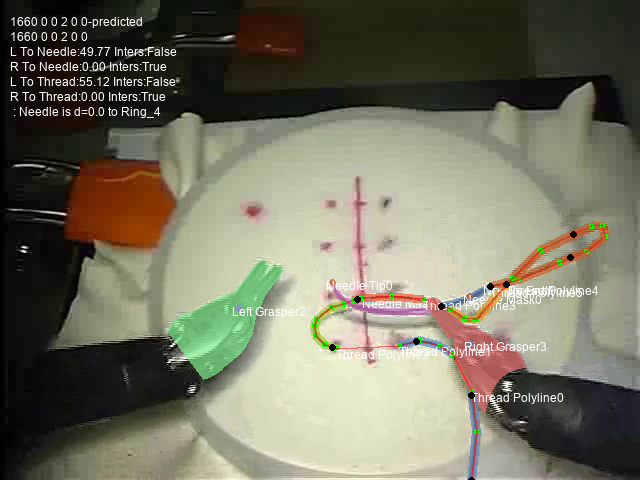 1660 0 0 2 0 0-predicted
1660 0 0 2 0 0
L To Needle:49.77 Inters:False
R To Needle:0.00 Inters:True
L To Thread:55.12 Inters:False
R To Thread:0.00 Inters:True
: Needle is d=0.0 to Ring_4
Needle Tip0
Left Grasper2
Right Grasper3
Thread Polyline2
Thread Polyline1
Thread Polyline0